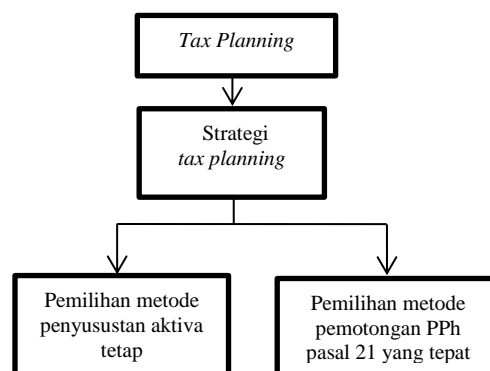 Tax Planning
Strategi
tax planning
Pemilihan metode
penyusustan aktiva
tetap
Pemilihan metode
pemotongan PPh
pasal 21 yang tepat